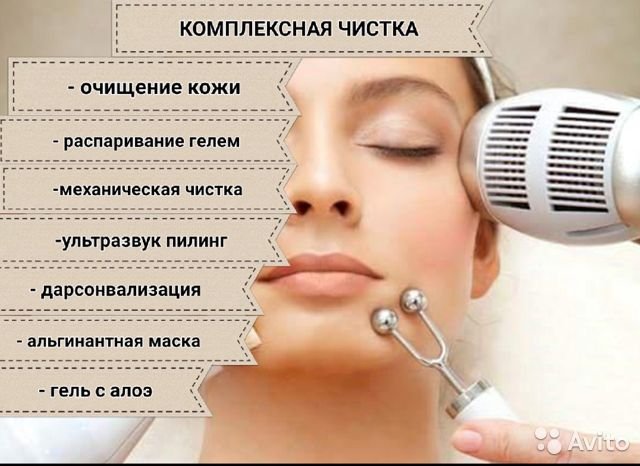 КОМПЛЕКСНАЯ ЧИСТКА
- очищение кожи
- распаривание гелем
-механическая чистка
-ультразвук пилинг
- дарсонвализация
- альгинантная маска
- гель с алоэ
Avito